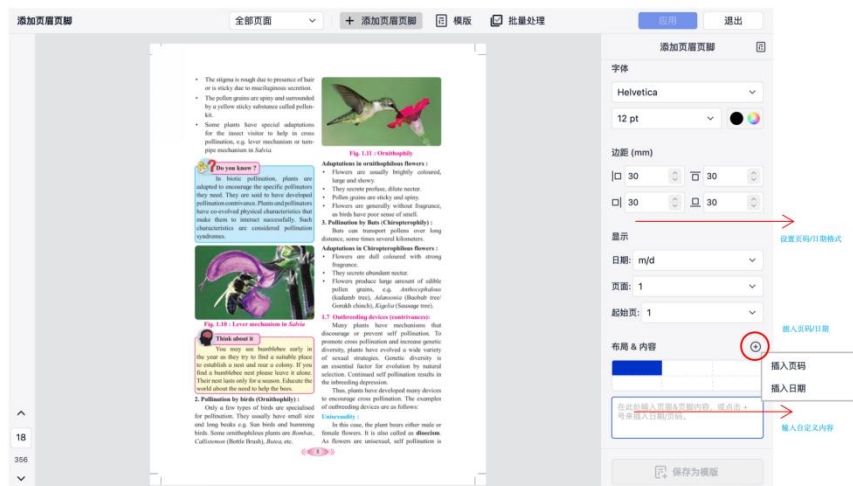 添加页眉页脚
全部页面
添加页眉页脚
模版
批量处理
应用
退出
• The stigma is rough due to presence of hair
or is sticky due to mucilaginous secretion.
• The pollen grains are spiny and surrounded
by a yellow sticky substance called pollen-
kit.
• Some plants have special adaptations
for the insect visitor to help in cross
pollination, e.g. lever mechanism or turn-
pipe mechanism in Salvia.
Do you know ?
In biotic pollination, plants are
adapted to encourage the specific pollinators
they need. They are said to have developed
pollination contrivance. Plants and pollinators
have co-evolved physical characteristics that
make them to interact successfully. Such
characteristics are considered pollination
syndromes.
Fig. 1.10 : Lever mechanism in Salvia
Think about it
You may see bumblebee early in
the year as they try to find a suitable place
to establish a nest and rear a colony. If you
find a bumblebee nest please leave it alone.
Their nest lasts only for a season. Educate the
world about the need to help the bees.
2. Pollination by birds (Ornithophily) :
Only a few types of birds are specialised
for pollination. They usually have small size
and long beaks e.g. Sun birds and humming
birds. Some ornithophilous plants are Bombax,
Callistemon (Bottle Brush), Butea, etc.
Fig. 1.11 : Ornithophily
Adaptations in ornithophilous flowers :
• Flowers are usually brightly coloured,
large and showy.
• They secrete profuse, dilute nectar.
• Pollen grains are sticky and spiny.
• Flowers are generally without fragrance,
as birds have poor sense of smell.
3. Pollination by Bats (Chiropterophily) :
Bats can transport pollens over long
distance, some times several kilometers.
Adaptations in Chiropterophilous flowers :
• Flowers are dull coloured with strong
fragrance.
• They secrete abundant nectar.
• Flowers produce large amount of edible
pollen grains, e.g. Anthocephalous
(kadamb tree), Adansonia (Baobab tree/
Gorakh chinch), Kigelia (Sausage tree).
1.7 Outbreeding devices (contrivances):
Many plants have mechanisms that
discourage or prevent self pollination. To
promote cross pollination and increase genetic
diversity, plants have evolved a wide variety
of sexual strategies. Genetic diversity is
an essential factor for evolution by natural
selection. Continued self pollination results in
the inbreeding depression.
Thus, plants have developed many devices
to encourage cross pollination. The examples
of outbreeding devices are as follows:
Unisexuality :
In this case, the plant bears either male or
female flowers. It is also called as dioecism.
As flowers are unisexual, self pollination is
8
18
356
添加页眉页脚
字体
Helvetica
12 pt
边距 (mm)
30
30
30
30
显示
日期: m/d
页面: 1
起始页: 1
布局 & 内容
在此处输入页眉&页脚内容，或点击 +
号来插入日期/页码。
保存为模版
设置页码/日期格式
插入页码/日期
插入页码
插入日期
输入自定义内容